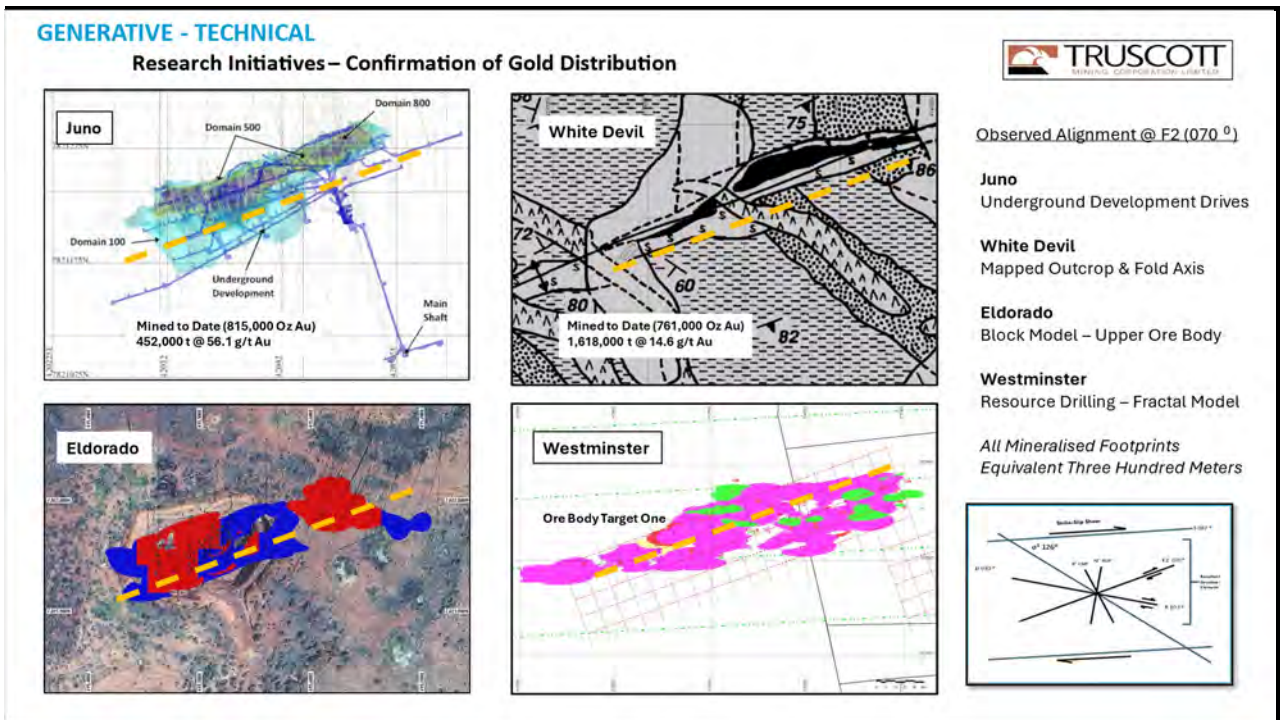 GENERATIVE - TECHNICAL
Research Initiatives – Confirmation of Gold Distribution
TRUSCOTT
MINING CORPORATION LIMITED
Juno
Domain 800
Domain 500
Domain 100
Underground
Development
Main
Shaft
Mined to Date (815,000 Oz Au)
452,000 t @ 56.1 g/t Au
White Devil
75
86
72
60
80
82
S
S
S
S
S
S
Mined to Date (761,000 Oz Au)
1,618,000 t @ 14.6 g/t Au
Observed Alignment @ F2 (070 ⁰)
Juno
Underground Development Drives
White Devil
Mapped Outcrop & Fold Axis
Eldorado
Block Model – Upper Ore Body
Westminster
Resource Drilling – Fractal Model
All Mineralised Footprints
Equivalent Three Hundred Meters
Eldorado
Westminster
Ore Body Target One
Strike-Slip Shear